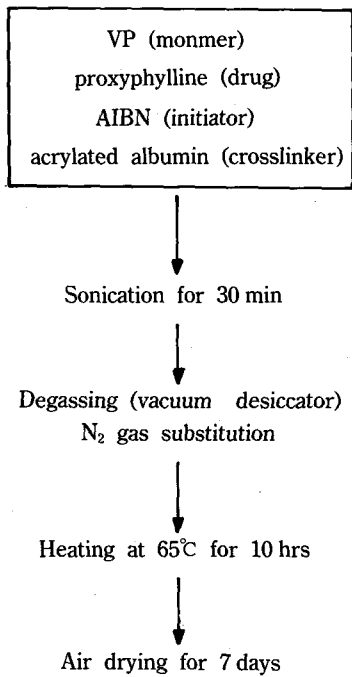 VP (monmer)
proxyphylline (drug)
AIBN (initiator)
acrylated albumin (crosslinker)
Sonication for 30 min
Degassing (vacuum desiccator)
N₂ gas substitution
Heating at 65℃ for 10 hrs
Air drying for 7 days